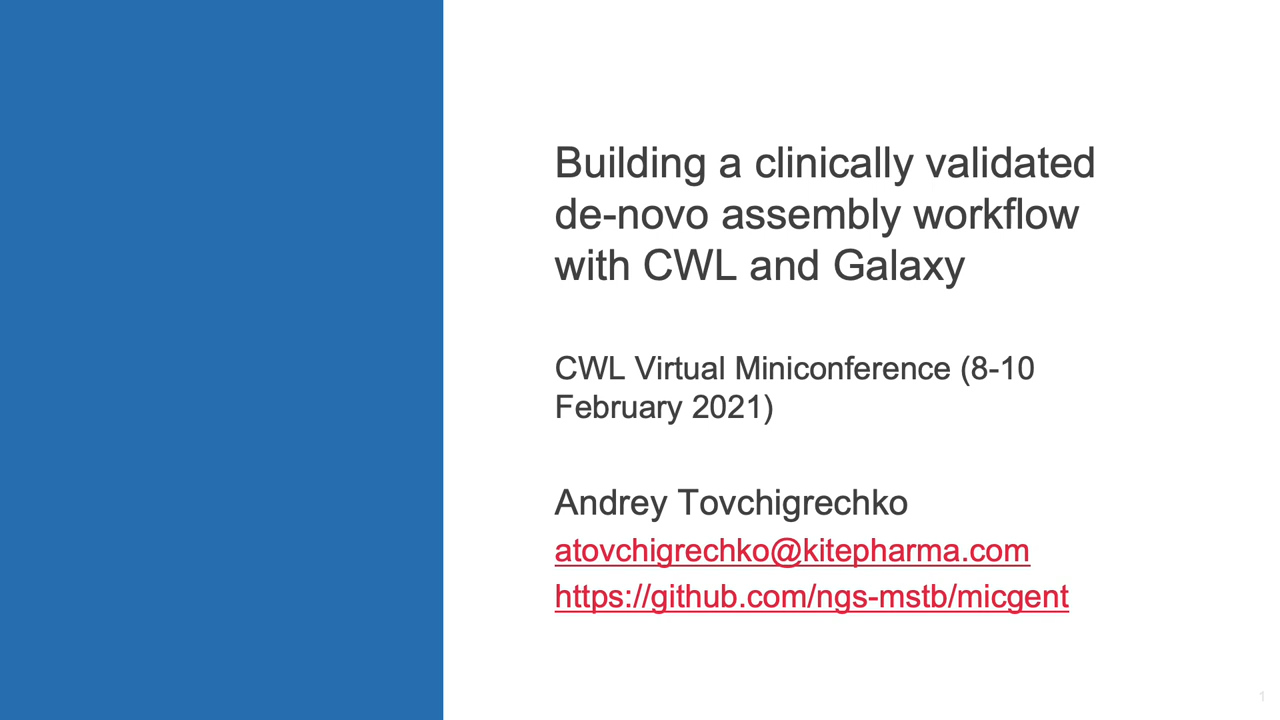 Building a clinically validated
de-novo assembly workflow
with CWL and Galaxy
CWL Virtual Miniconference (8-10
February 2021)
Andrey Tovchigrechko
atovchigrechko@kitepharma.com
https://github.com/ngs-mstb/micgent
1